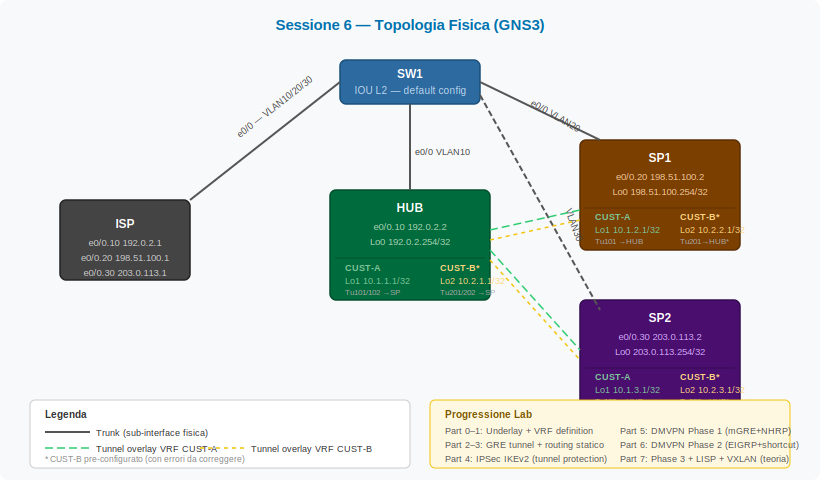 Sessione 6 — Topologia Fisica (GNS3)
SW1
IOU L2 — default config
e0/0 — VLAN10/20/30
e0/0 VLAN20
e0/0 VLAN10
VLAN30
ISP
e0/0.10 192.0.2.1
e0/0.20 198.51.100.1
e0/0.30 203.0.113.1
HUB
e0/0.10 192.0.2.2
Lo0 192.0.2.254/32
CUST-A CUST-B*
Lo1 10.1.1.1/32 Lo2 10.2.1.1/32
Tu101/102 →SP Tu201/202 →SP
SP1
e0/0.20 198.51.100.2
Lo0 198.51.100.254/32
CUST-A CUST-B*
Lo1 10.1.2.1/32 Lo2 10.2.2.1/32
Tu101 →HUB Tu201→HUB*
SP2
e0/0.30 203.0.113.2
Lo0 203.0.113.254/32
CUST-A CUST-B*
Lo1 10.1.3.1/32 Lo2 10.2.3.1/32
Legenda
Trunk (sub-interface fisica)
Tunnel overlay VRF CUST-A Tunnel overlay VRF CUST-B
* CUST-B pre-configurato (con errori da correggere)
Progressione Lab
Part 0–1: Underlay + VRF definition Part 5: DMVPN Phase 1 (mGRE+NHRP)
Part 2–3: GRE tunnel + routing statico Part 6: DMVPN Phase 2 (EIGRP+shortcut)
Part 4: IPSec IKEv2 (tunnel protection) Part 7: Phase 3 + LISP + VXLAN (teoria)